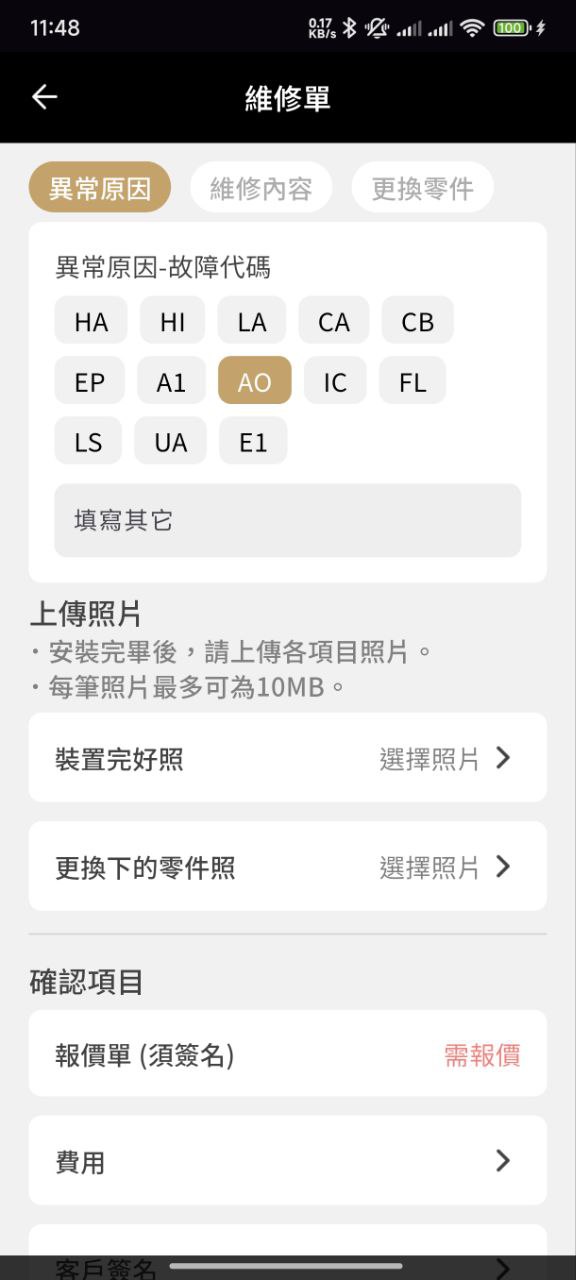 11:48
0.17 KB/s
100
維修單
異常原因 維修內容 更換零件
異常原因-故障代碼
HA HI LA CA CB
EP A1 AO IC FL
LS UA E1
填寫其它
上傳照片
·安裝完畢後，請上傳各項目照片。
·每筆照片最多可為10MB。
裝置完好照 選擇照片
更換下的零件照 選擇照片
確認項目
報價單 (須簽名) 需報價
費用
客戶簽名